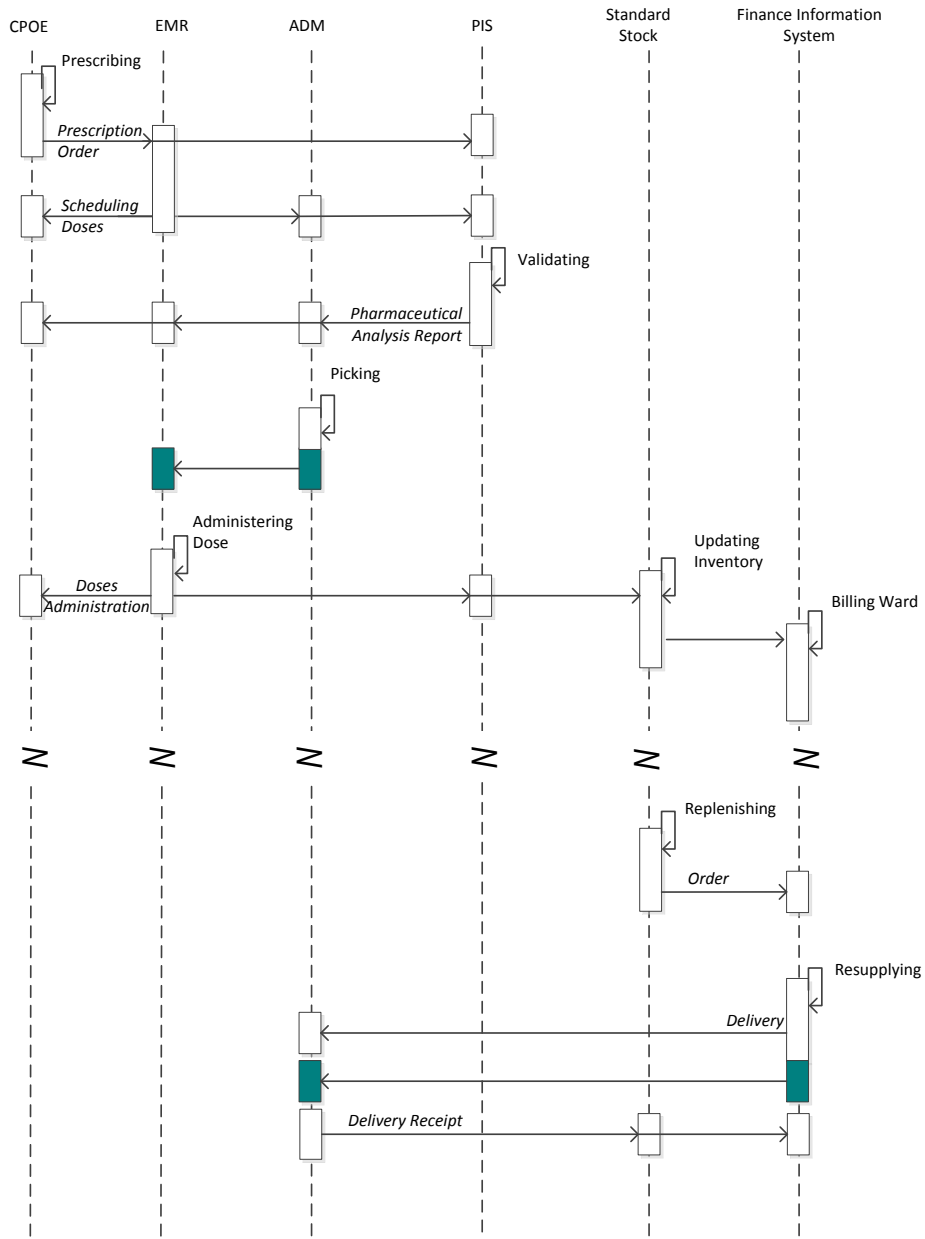 CPOE
EMR
ADM
PIS
Standard
Stock
Finance Information
System
Prescribing
Prescription
Order
Scheduling
Doses
Validating
Pharmaceutical
Analysis Report
Picking
Administering
Dose
Doses
Administration
Updating
Inventory
Billing Ward
N N N N N N
Replenishing
Order
Resupplying
Delivery
Delivery Receipt